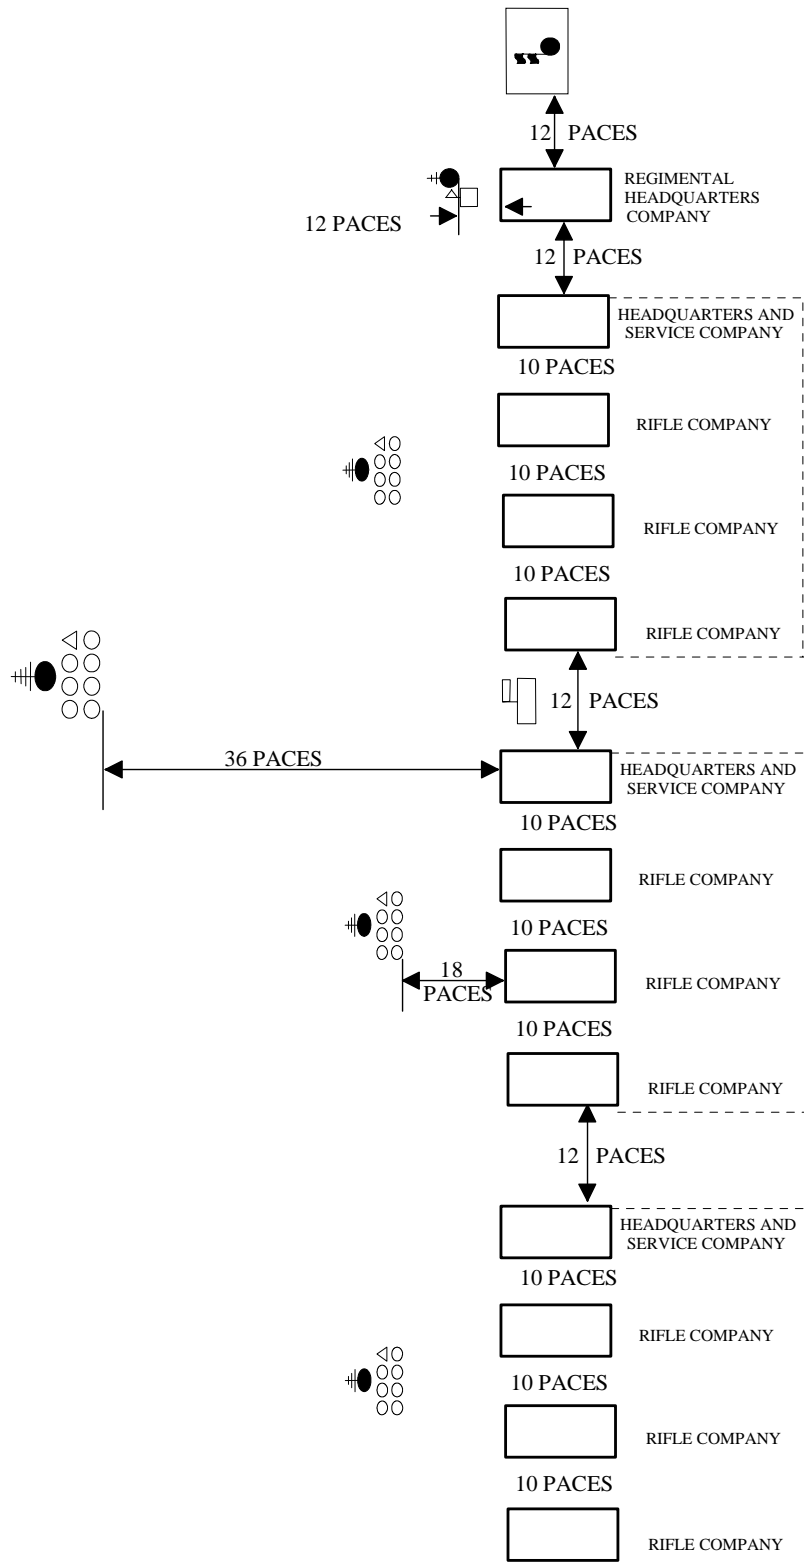 12 PACES
REGIMENTAL
HEADQUARTERS
COMPANY
12 PACES
12 PACES
HEADQUARTERS AND
SERVICE COMPANY
10 PACES
RIFLE COMPANY
10 PACES
RIFLE COMPANY
10 PACES
RIFLE COMPANY
12 PACES
36 PACES
HEADQUARTERS AND
SERVICE COMPANY
10 PACES
RIFLE COMPANY
10 PACES
18
PACES
RIFLE COMPANY
10 PACES
RIFLE COMPANY
12 PACES
HEADQUARTERS AND
SERVICE COMPANY
10 PACES
RIFLE COMPANY
10 PACES
RIFLE COMPANY
10 PACES
RIFLE COMPANY